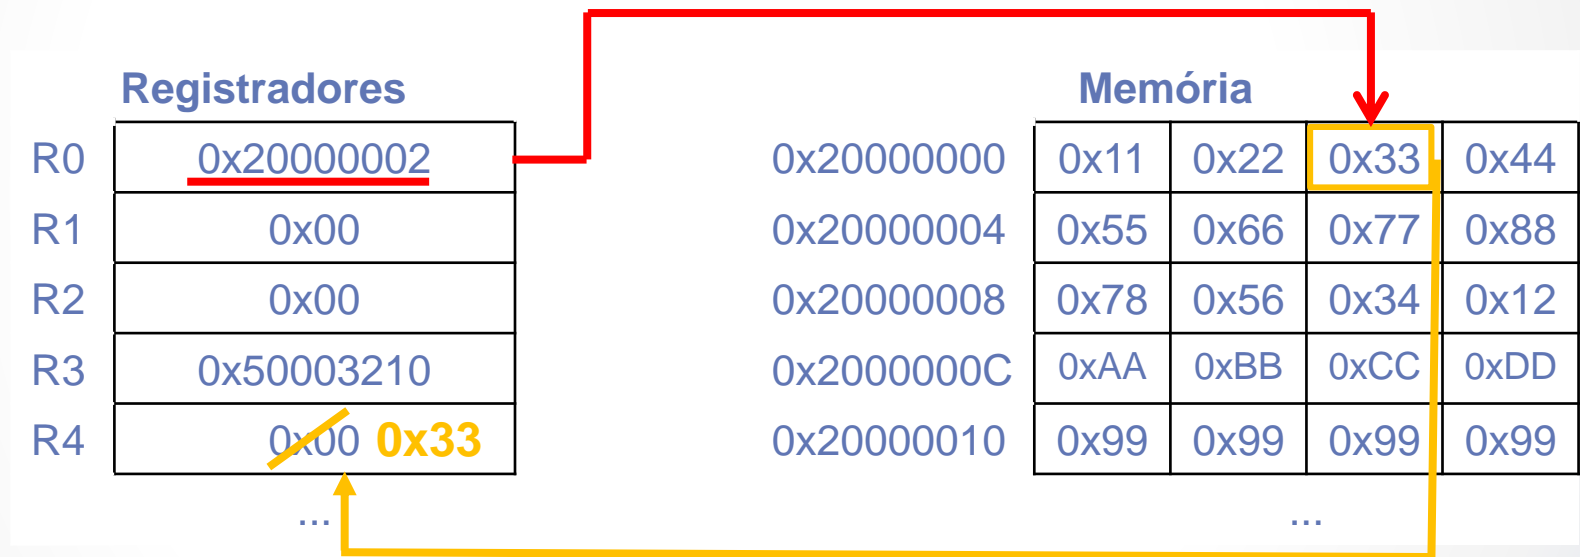 Registradores Memória
R0 0x20000002 0x20000000 0x11 0x22 0x33 0x44
R1 0x00 0x20000004 0x55 0x66 0x77 0x88
R2 0x00 0x20000008 0x78 0x56 0x34 0x12
R3 0x50003210 0x2000000C 0xAA 0xBB 0xCC 0xDD
R4 0x00 0x33 0x20000010 0x99 0x99 0x99 0x99
... ...